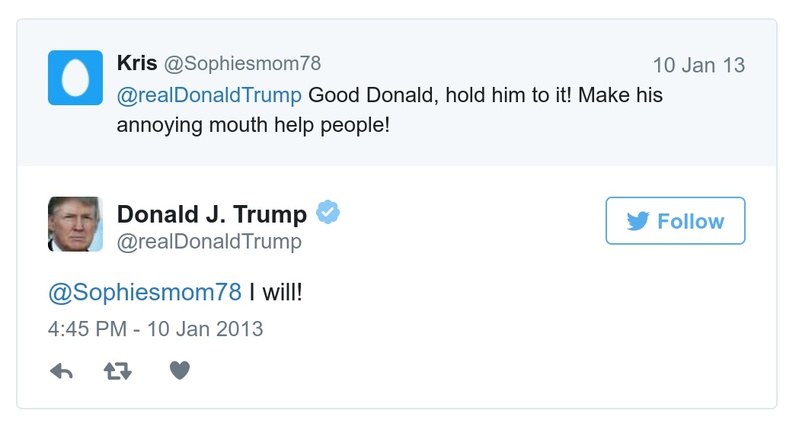 Kris @Sophiesmom78 10 Jan 13
@realDonaldTrump Good Donald, hold him to it! Make his
annoying mouth help people!
Donald J. Trump
@realDonaldTrump
Follow
@Sophiesmom78 I will!
4:45 PM - 10 Jan 2013